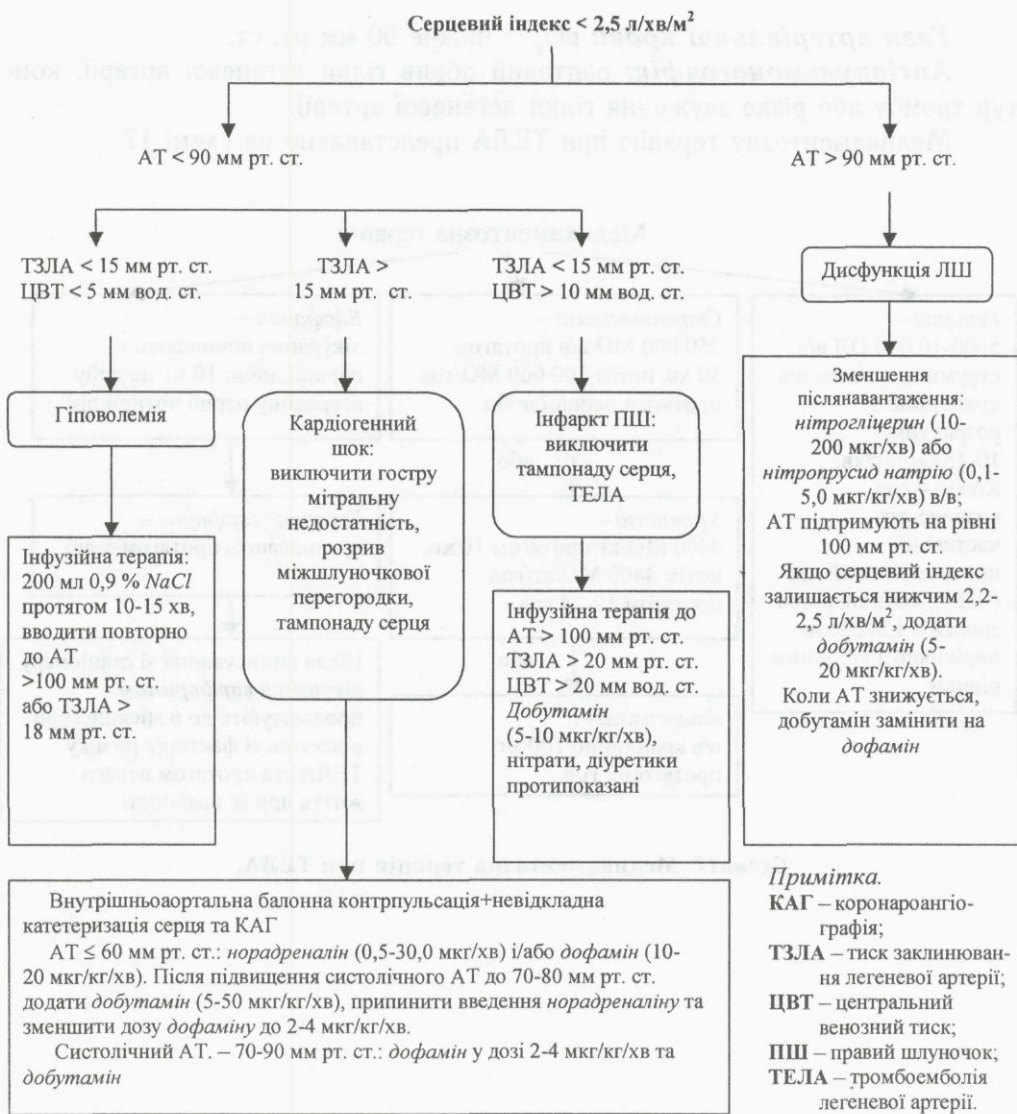 Серцевий індекс < 2,5 л/хв/м²
АТ < 90 мм рт. ст.
АТ > 90 мм рт. ст.
ТЗЛА < 15 мм рт. ст.
ЦВТ < 5 мм вод. ст.
ТЗЛА >
15 мм рт. ст.
ТЗЛА < 15 мм рт. ст.
ЦВТ > 10 мм вод. ст.
Дисфункція ЛШ
Гіповолемія
Кардіогенний
шок:
виключити гостру
мітральну
недостатність,
розрив
міжшлуночкової
перегородки,
тампонаду серця
Інфаркт ПШ:
виключити
тампонаду серця,
ТЕЛА
Зменшення
післянавантаження:
нітрогліцерин (10-
200 мкг/хв) або
нітропрусид натрію (0,1-
5,0 мкг/кг/хв) в/в;
АТ підтримують на рівні
100 мм рт. ст.
Якщо серцевий індекс
залишається нижчим 2,2-
2,5 л/хв/м², додати
добутамін (5-
20 мкг/кг/хв)
Коли АТ знижується,
добутамін замінити на
дофамін
Інфузійна терапія:
200 мл 0,9 % NaCl
протягом 10-15 хв,
вводити повторно
до АТ
>100 мм рт. ст.
або ТЗЛА >
18 мм рт. ст.
Інфузійна терапія до
АТ > 100 мм рт. ст.
ТЗЛА > 20 мм рт. ст.
ЦВТ > 20 мм вод. ст.
Добутамін
(5-10 мкг/кг/хв),
нітрати, діуретики
протипоказані
Внутрішньоаортальна балонна контрпульсація+невідкладна
катетеризація серця та КАГ
АТ ≤ 60 мм рт. ст.: норадреналін (0,5-30,0 мкг/хв) і/або дофамін (10-
20 мкг/кг/хв). Після підвищення систолічного АТ до 70-80 мм рт. ст.
додати добутамін (5-50 мкг/кг/хв), припинити введення норадреналіну та
зменшити дозу дофаміну до 2-4 мкг/кг/хв.
Систолічний АТ. – 70-90 мм рт. ст.: дофамін у дозі 2-4 мкг/кг/хв та
добутамін
Примітка.
КАГ – коронароангіо-
графія;
ТЗЛА – тиск заклинюван-
ня легеневої артерії;
ЦВТ – центральний
венозний тиск;
ПШ – правий шлуночок;
ТЕЛА – тромбоемболія
легеневої артерії.